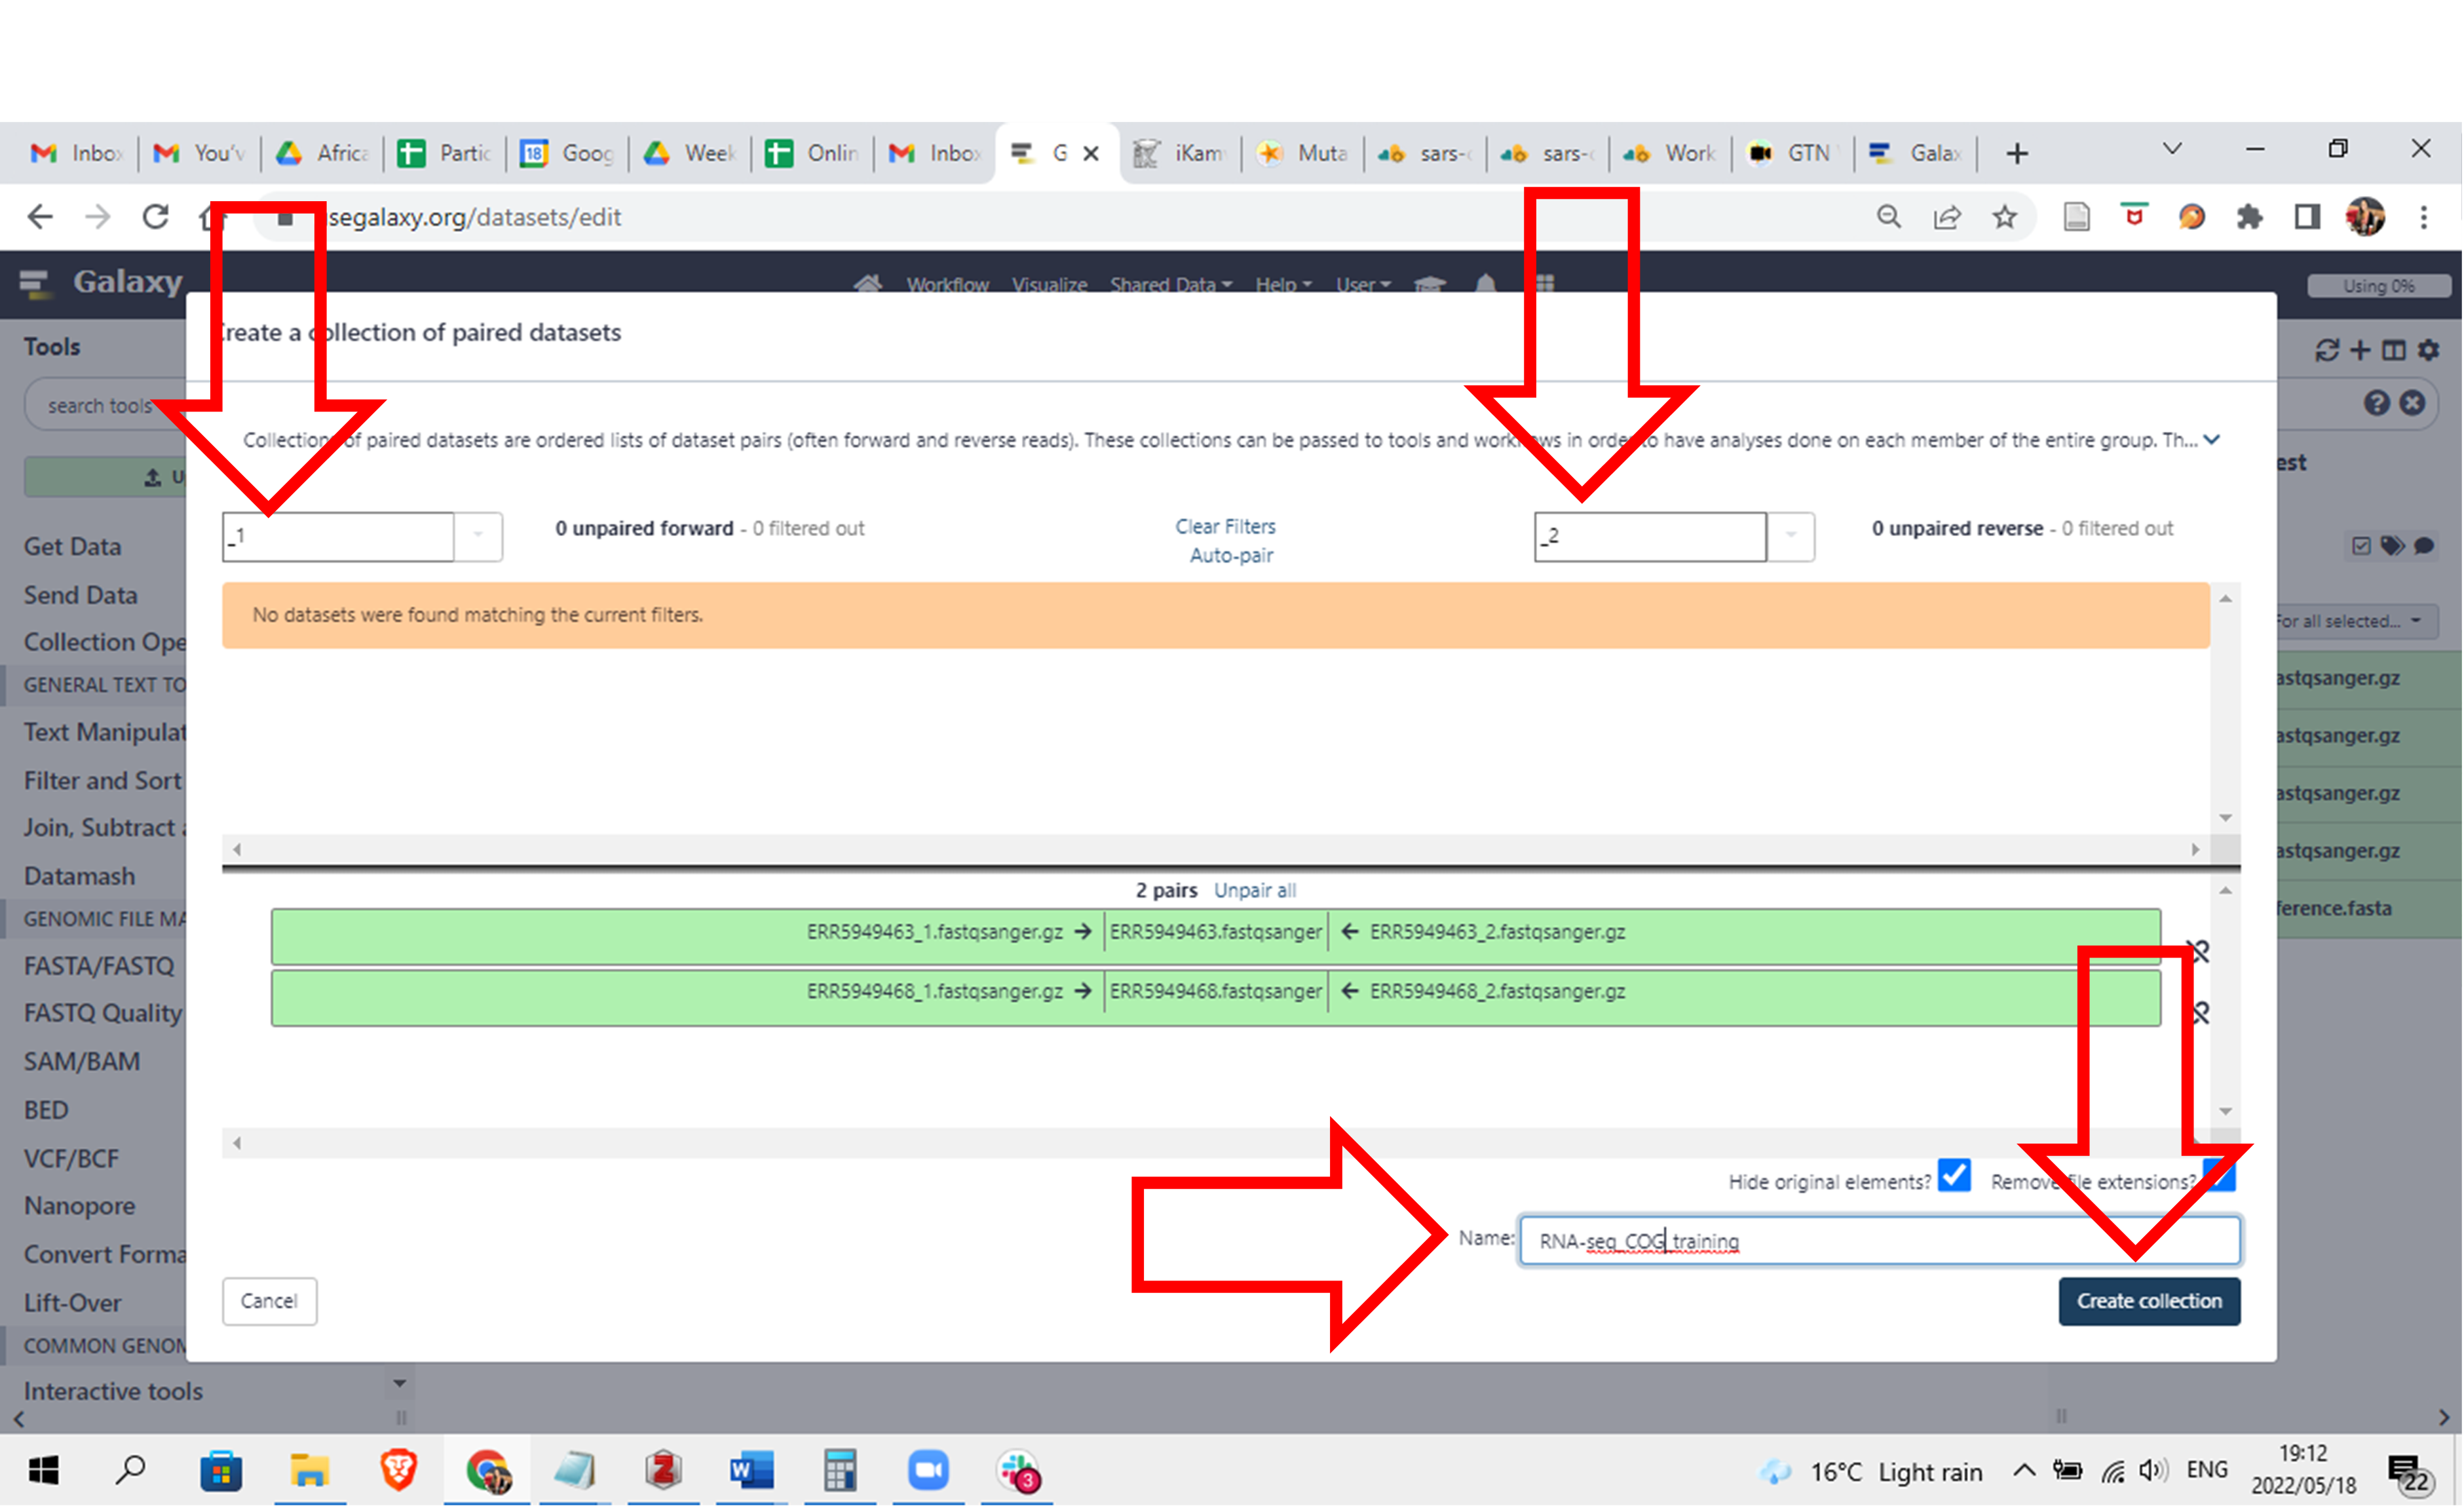 Inbox You'v Africa Partic 18 Goog Week Onlin Inbox G iKam Muta sars- sars- Work GTN Galax
segalaxy.org/datasets/edit
Galaxy Workflow Visualize Shared Data Help User Using 0%
Tools
Create a collection of paired datasets
search tools
Collections of paired datasets are ordered lists of dataset pairs (often forward and reverse reads). These collections can be passed to tools and workflows in order to have analyses done on each member of the entire group. Th...
est
U
_1 0 unpaired forward - 0 filtered out Clear Filters _2 0 unpaired reverse - 0 filtered out
Auto-pair
Get Data
Send Data
No datasets were found matching the current filters.
For all selected...
Collection Ope
GENERAL TEXT TO
astqsanger.gz
Text Manipulat
astqsanger.gz
Filter and Sort
astqsanger.gz
Join, Subtract a
astqsanger.gz
Datamash
2 pairs Unpair all
GENOMIC FILE MA
ference.fasta
ERR5949463_1.fastqsanger.gz ERR5949463.fastqsanger ERR5949463_2.fastqsanger.gz
FASTA/FASTQ
ERR5949468_1.fastqsanger.gz ERR5949468.fastqsanger ERR5949468_2.fastqsanger.gz
FASTQ Quality
SAM/BAM
BED
VCF/BCF
Hide original elements? Remove file extensions?
Nanopore
Name: RNA-seq_COG_training
Convert Forma
Lift-Over
Cancel Create collection
COMMON GENOM
Interactive tools
3
16°C Light rain ENG 19:12
2022/05/18 22